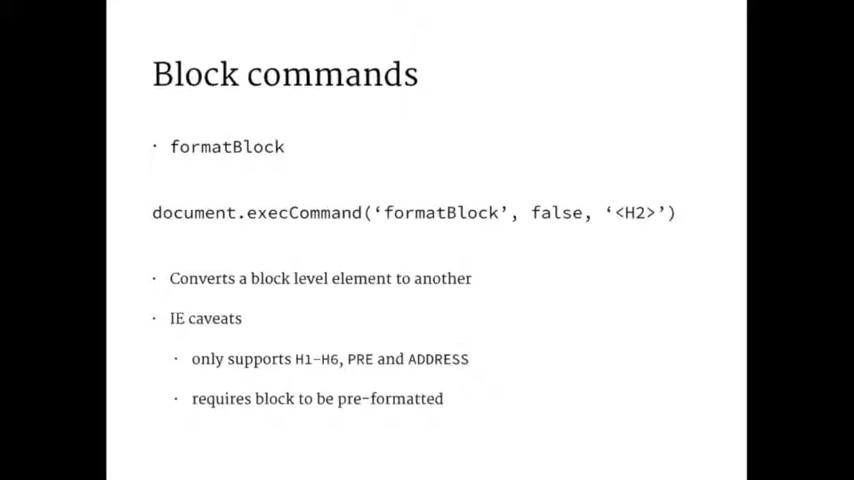 Block commands
· formatBlock
document.execCommand(‘formatBlock’, false, ‘<H2>’)
· Converts a block level element to another
· IE caveats
· only supports H1-H6, PRE and ADDRESS
· requires block to be pre-formatted